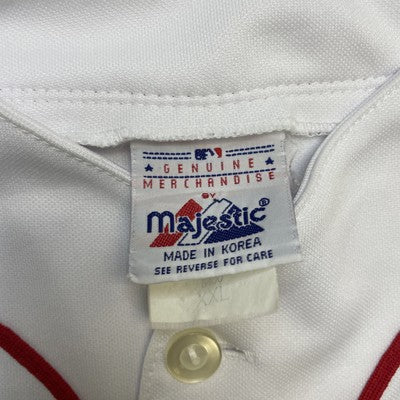 ★ GENUINE ★
MERCHANDISE
BY
Majestic®
MADE IN KOREA
SEE REVERSE FOR CARE
XXL